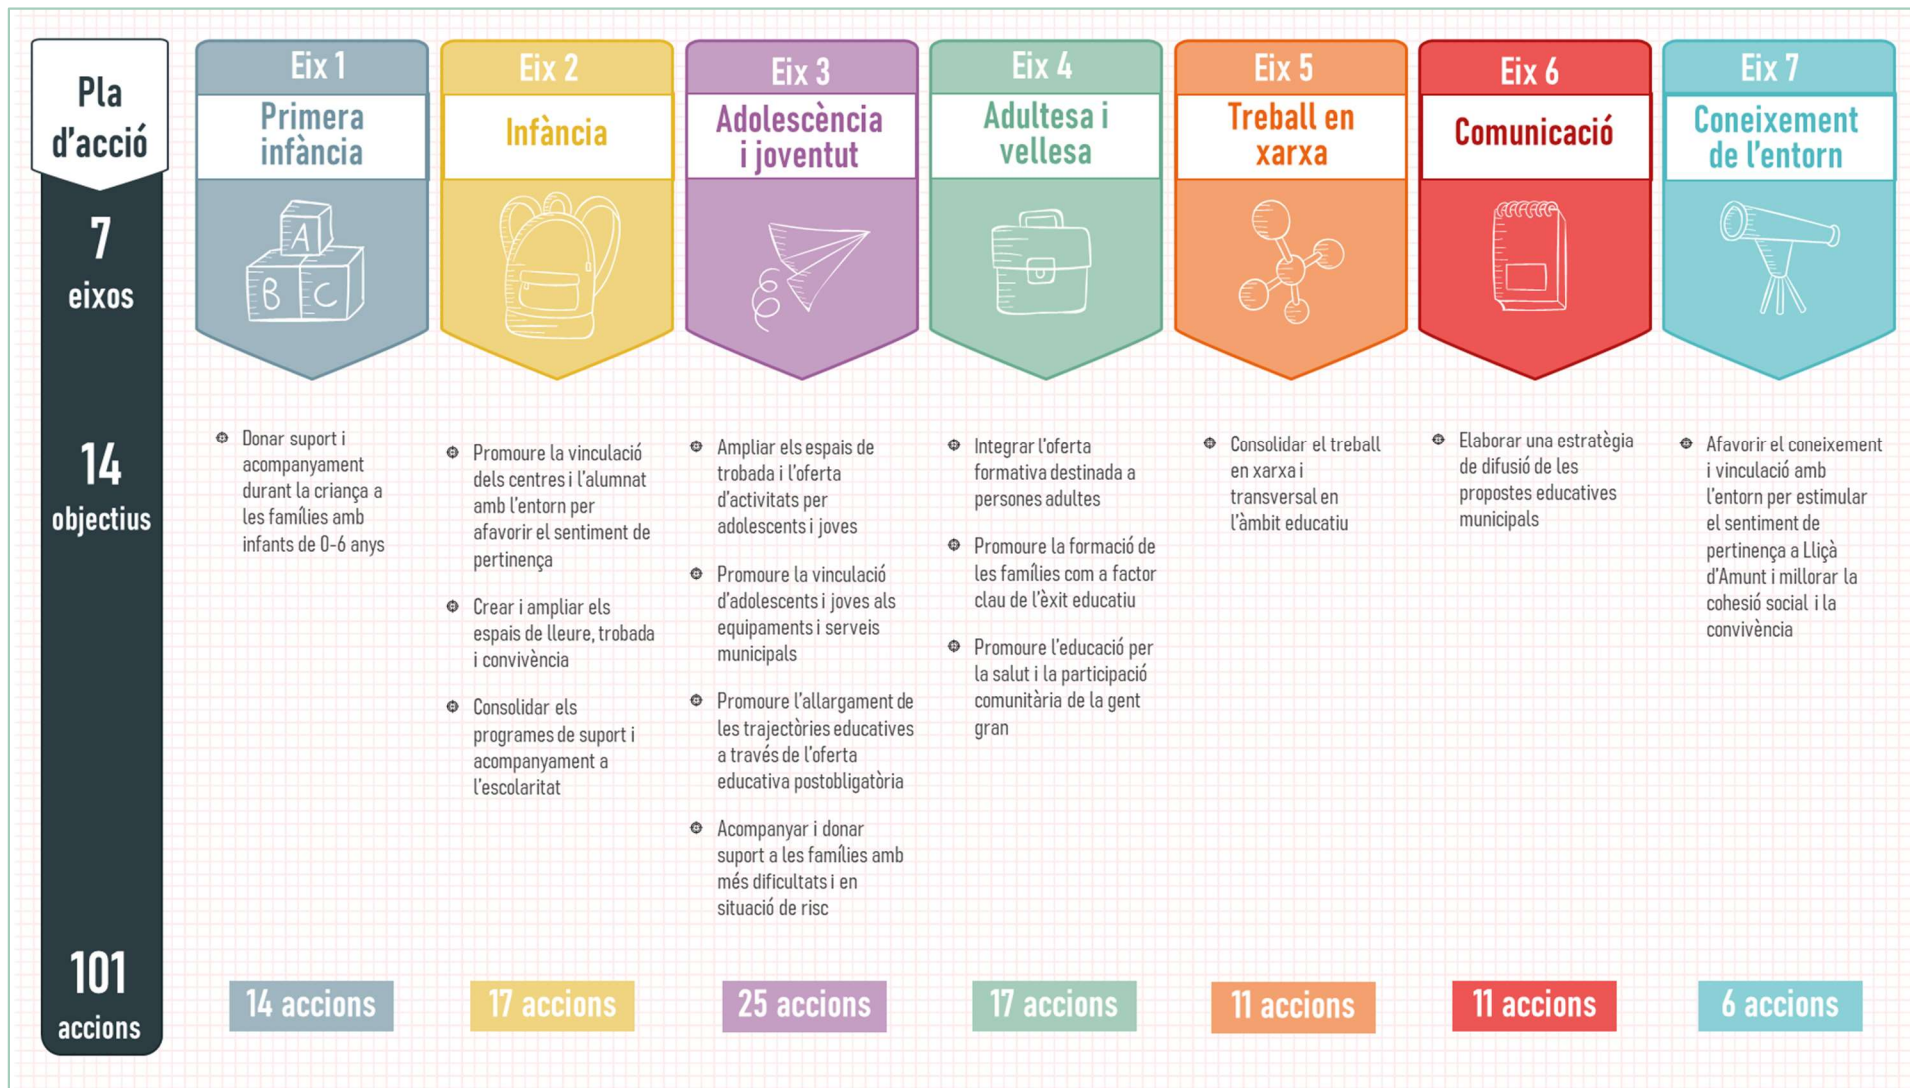 Pla
d'acció
7
eixos
14
objectius
101
accions
Eix 1
Primera
infància
A
B C
Donar suport i
acompanyament
durant la criança a
les famílies amb
infants de 0-6 anys
14 accions
Eix 2
Infància
Promoure la vinculació
dels centres i l'alumnat
amb l'entorn per
afavorir el sentiment de
pertinença
Crear i ampliar els
espais de lleure, trobada
i convivència
Consolidar els
programes de suport i
acompanyament a
l'escolaritat
17 accions
Eix 3
Adolescència
i joventut
Ampliar els espais de
trobada i l'oferta
d'activitats per
adolescents i joves
Promoure la vinculació
d'adolescents i joves als
equipaments i serveis
municipals
Promoure l'allargament de
les trajectòries educatives
a través de l'oferta
educativa postobligatòria
Acompanyar i donar
suport a les famílies amb
més dificultats i en
situació de risc
25 accions
Eix 4
Adultesa i
vellesa
Integrar l'oferta
formativa destinada a
persones adultes
Promoure la formació de
les famílies com a factor
clau de l'èxit educatiu
Promoure l'educació per
la salut i la participació
comunitària de la gent
gran
17 accions
Eix 5
Treball en
xarxa
Consolidar el treball
en xarxa i
transversal en
l'àmbit educatiu
11 accions
Eix 6
Comunicació
Elaborar una estratègia
de difusió de les
propostes educatives
municipals
11 accions
Eix 7
Coneixement
de l'entorn
Afavorir el coneixement
i vinculació amb
l'entorn per estimular
el sentiment de
pertinença a Lliçà
d'Amunt i millorar la
cohesió social i la
convivència
6 accions